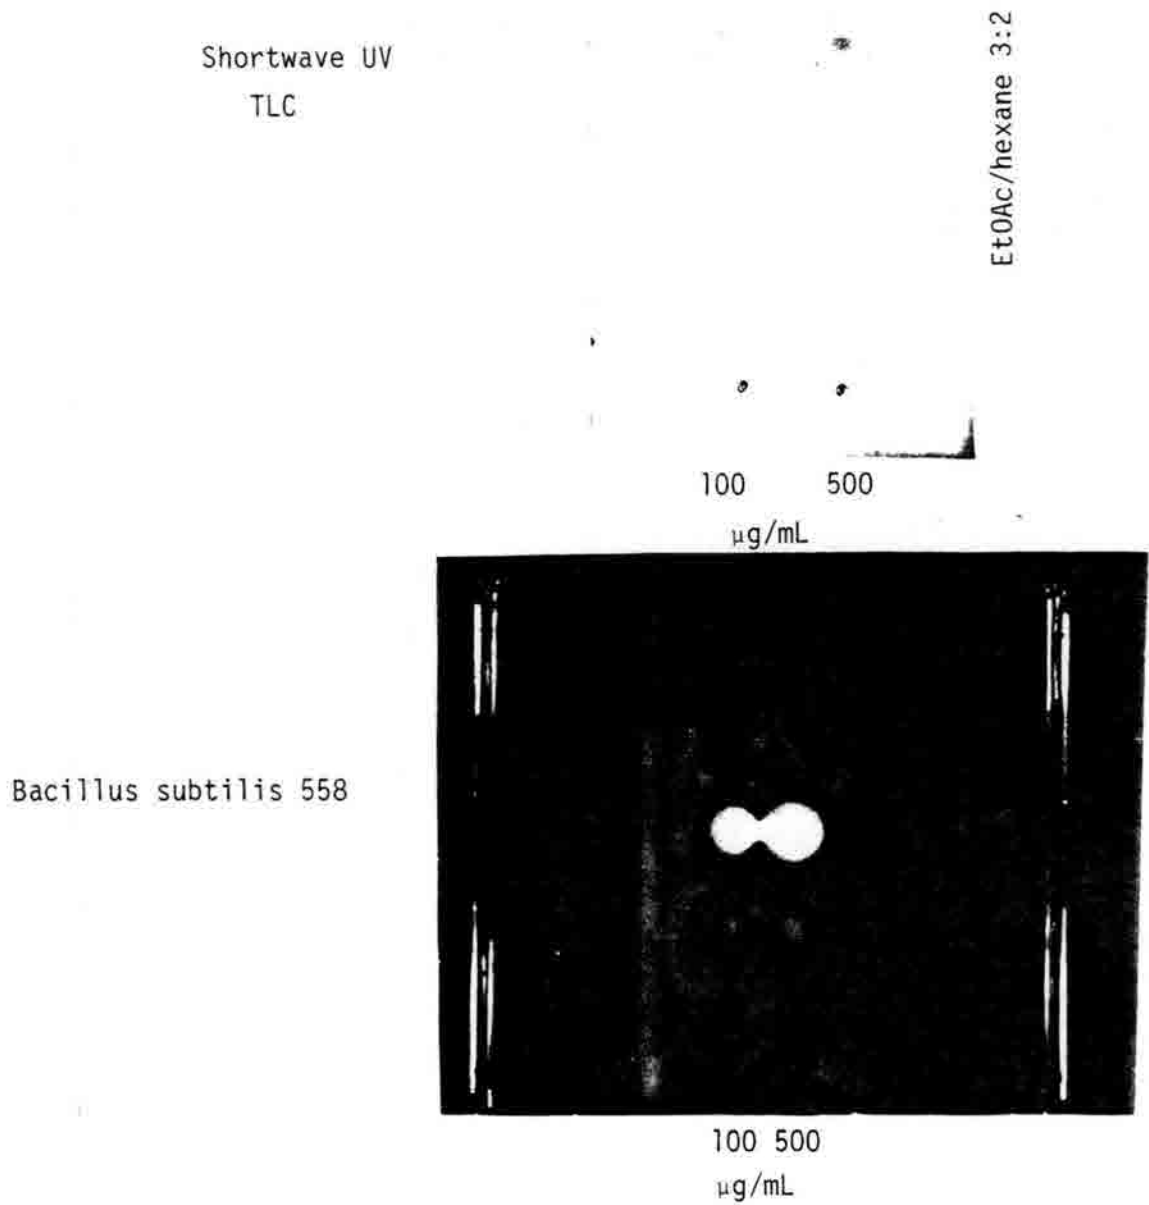 Shortwave UV
TLC
EtOAc/hexane 3:2
100 500
µg/mL
Bacillus subtilis 558
100 500
µg/mL